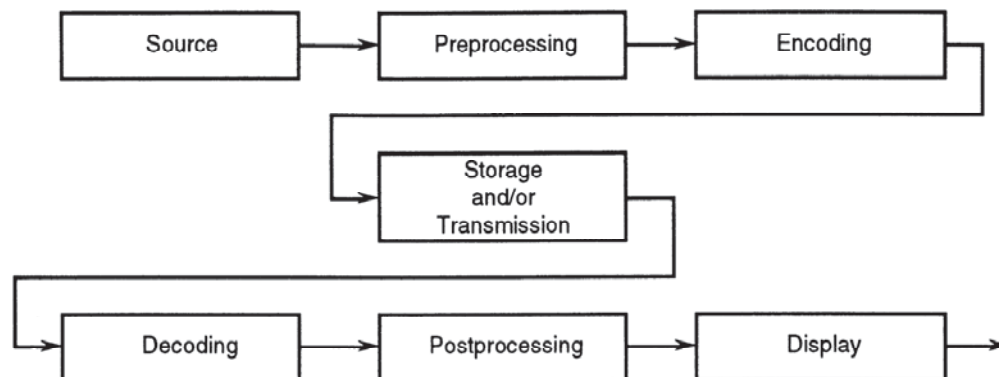 Source
Preprocessing
Encoding
Storage
and/or
Transmission
Decoding
Postprocessing
Display